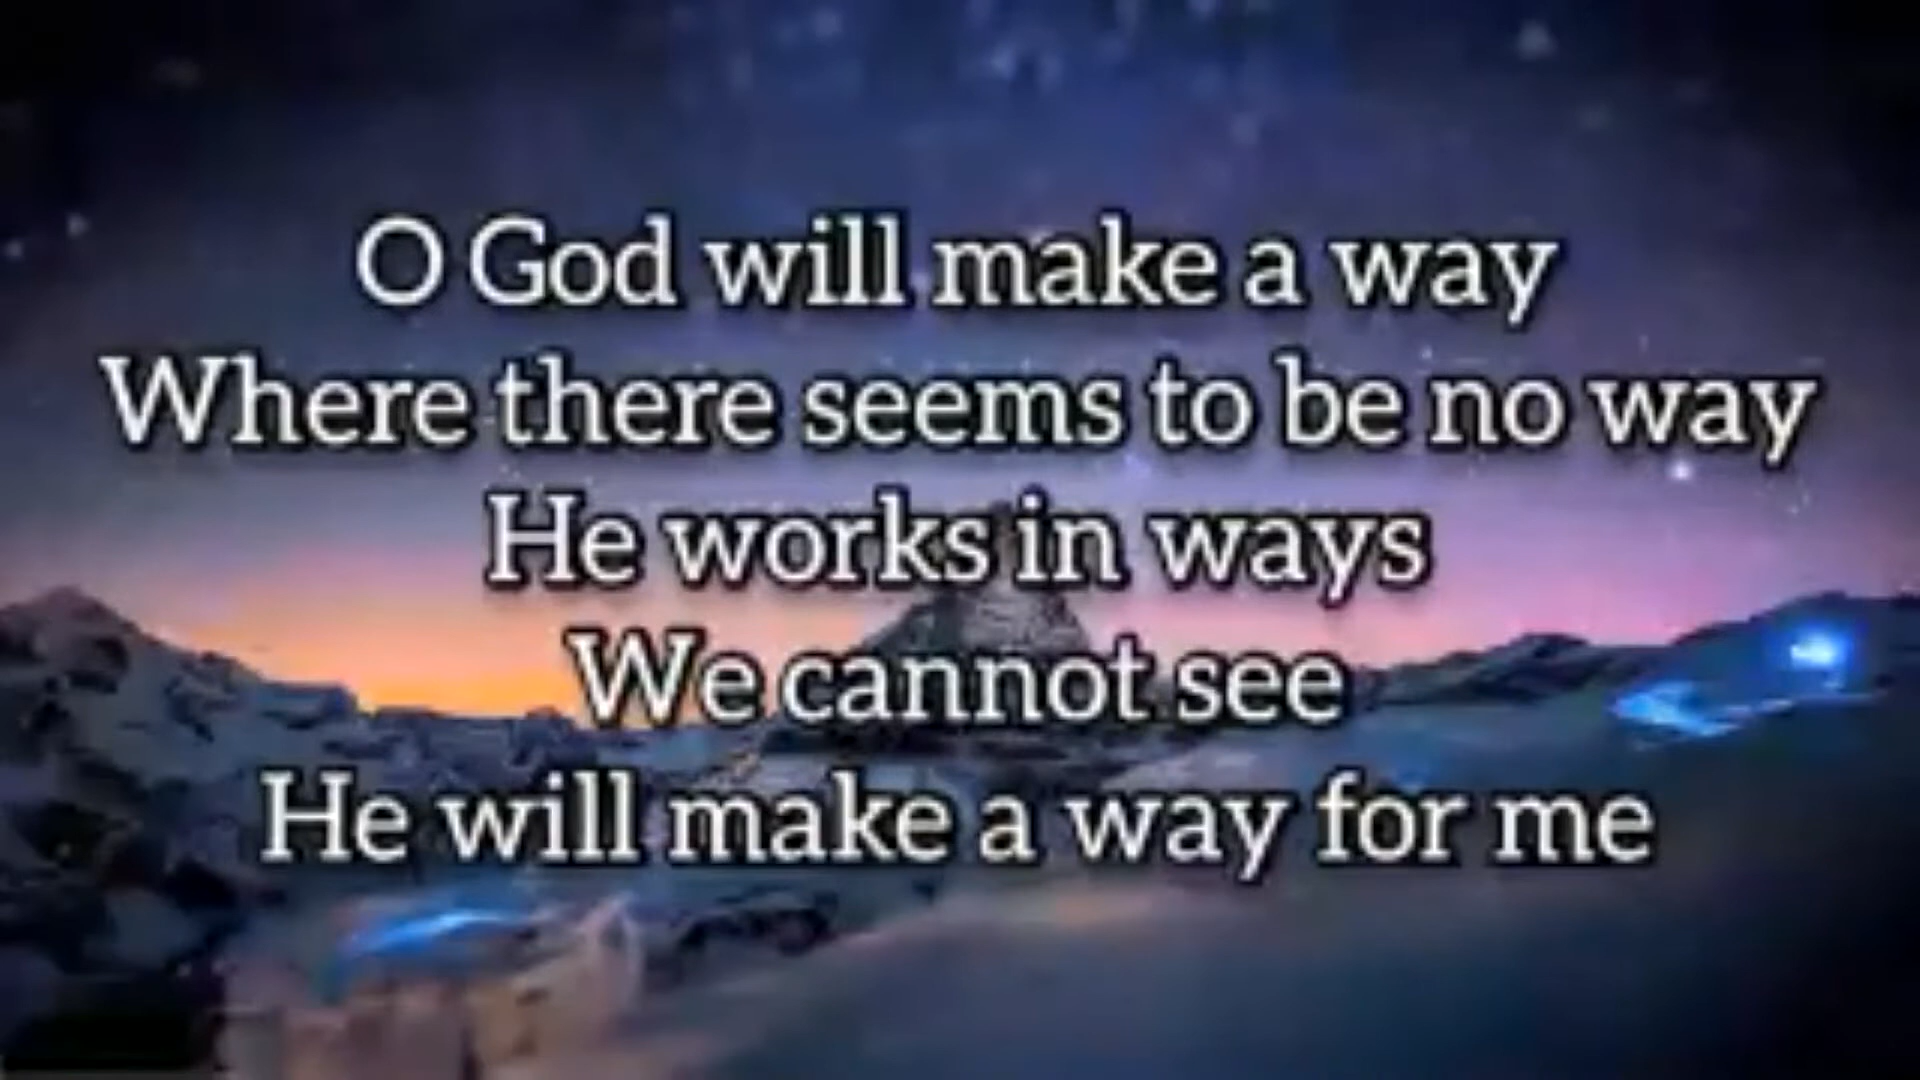 O God will make a way
Where there seems to be no way
He works in ways
We cannot see
He will make a way for me